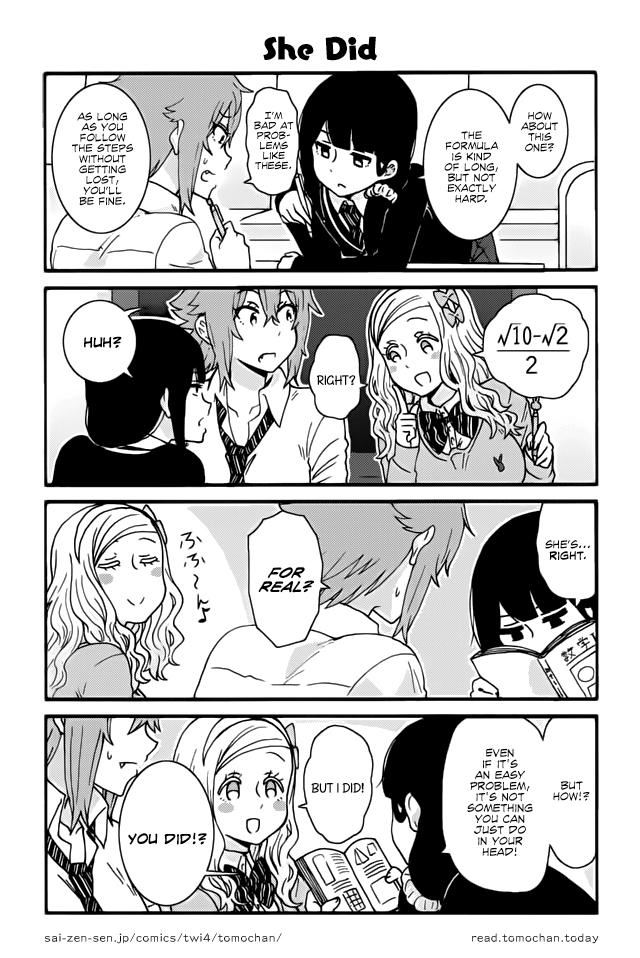 She Did
HOW
ABOUT
THIS
ONE?
THE
FORMULA
IS KIND
OF LONG,
BUT NOT
EXACTLY
HARD.
I'M
BAD AT
PROB-
LEMS
LIKE
THESE.
AS LONG
AS YOU
FOLLOW
THE STEPS
WITHOUT
GETTING
LOST,
YOU'LL
BE FINE.
√10-√2
2
RIGHT?
HUH?
SHE'S...
RIGHT.
数字I
FOR
REAL?
ふふ〜ん♪
BUT
HOW!?
EVEN
IF IT'S
AN EASY
PROBLEM,
IT'S NOT
SOMETHING
YOU CAN
JUST DO
IN YOUR
HEAD!
BUT I DID!
YOU DID!?
sai-zen-sen.jp/comics/twi4/tomochan/
read.tomochan.today